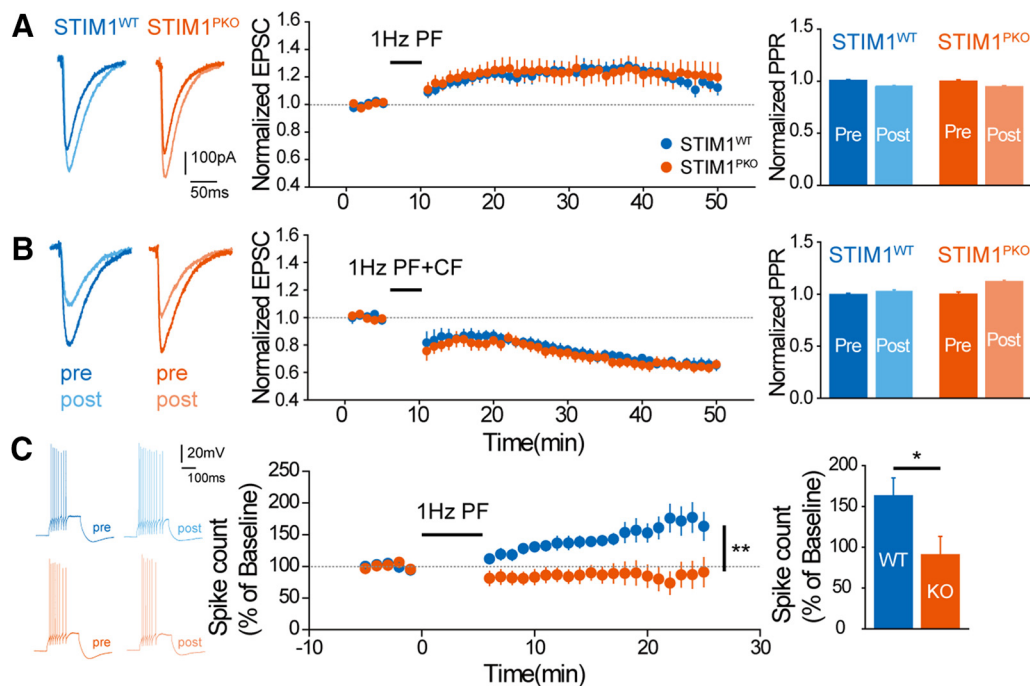 A
STIM1WT STIM1PKO
100pA
50ms
Normalized EPSC
1.6
1.4
1.2
1.0
0.8
0.6
0.4
1Hz PF
STIM1WT
STIM1PKO
0 10 20 30 40 50
Normalized PPR
1.5
1.0
0.5
0.0
STIM1WT STIM1PKO
Pre Post Pre Post
B
pre pre
post post
Normalized EPSC
1.6
1.4
1.2
1.0
0.8
0.6
0.4
1Hz PF+CF
0 10 20 30 40 50
Time(min)
Normalized PPR
1.5
1.0
0.5
0.0
STIM1WT STIM1PKO
Pre Post Pre Post
C
20mV
100ms
pre post
pre post
Spike count
(% of Baseline)
250
200
150
100
50
0
1Hz PF
**
-10 0 10 20 30
Time(min)
Spike count
(% of Baseline)
200
150
100
50
0
*
WT
KO